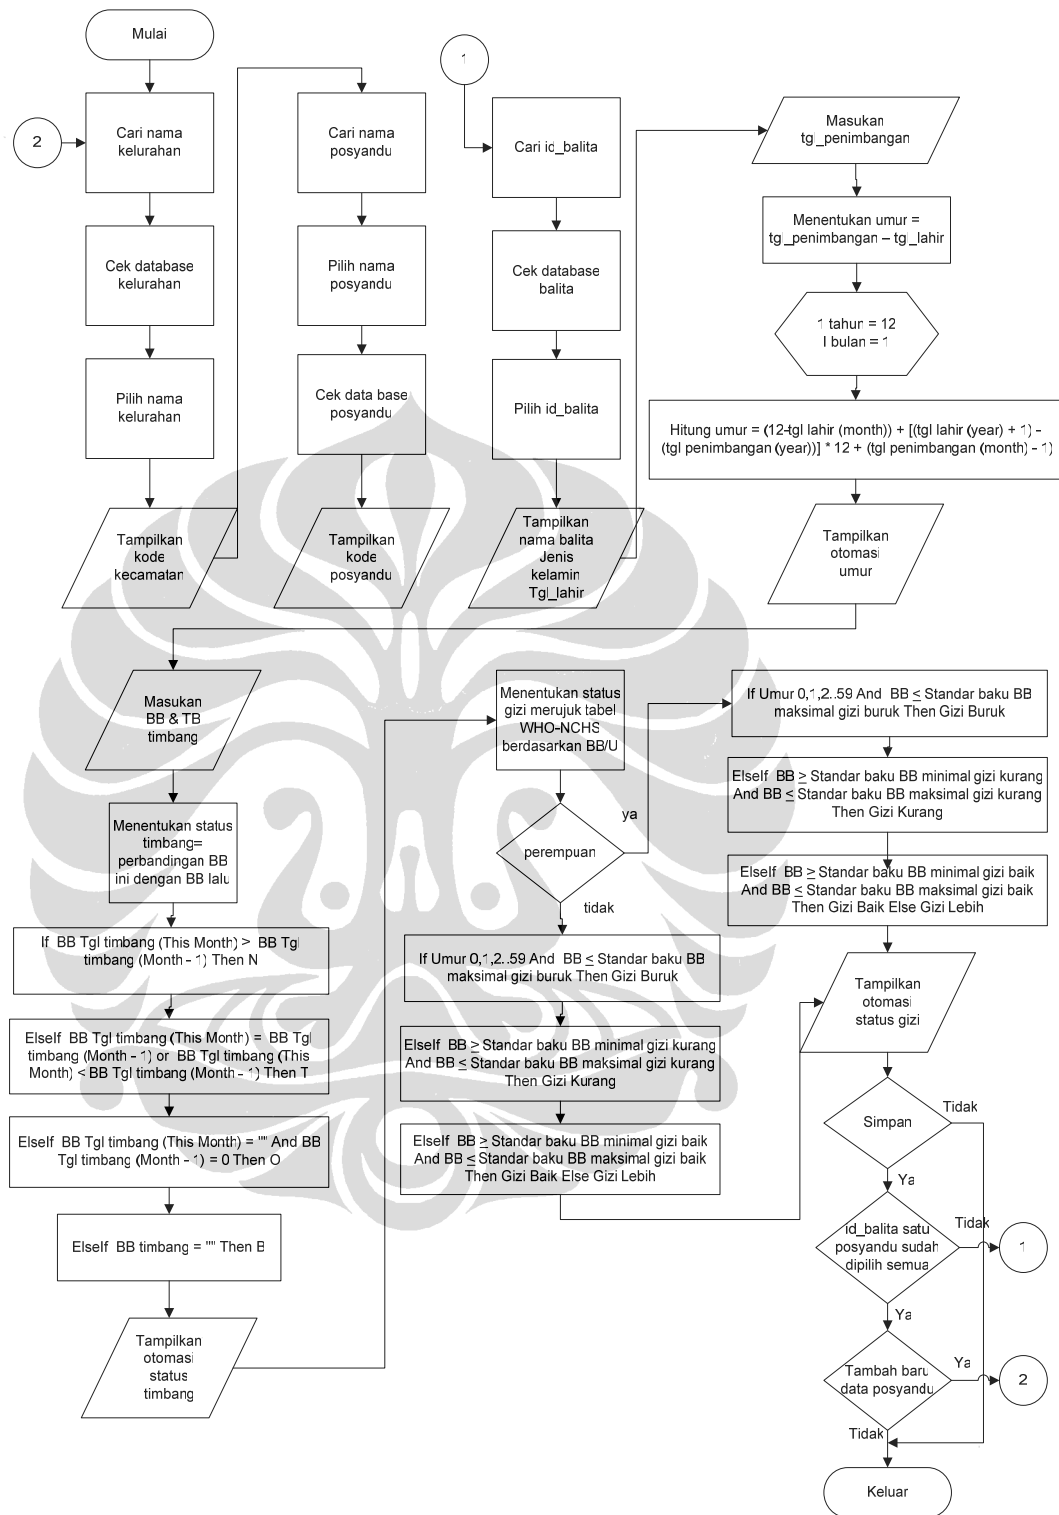 Mulai
2
Cari nama
kelurahan
Cek database
kelurahan
Pilih nama
kelurahan
Tampilkan
kode
kecamatan
Cari nama
posyandu
Pilih nama
posyandu
Cek data base
posyandu
Tampilkan
kode
posyandu
1
Cari id_balita
Cek database
balita
Pilih id_balita
Tampilkan
nama balita
Jenis
kelamin
Tgl_lahir
Masukan
tgl_penimbangan
Menentukan umur =
tgl_penimbangan – tgl_lahir
1 tahun = 12
I bulan = 1
Hitung umur = (12-tgl lahir (month)) + [(tgl lahir (year) + 1) –
(tgl penimbangan (year))] * 12 + (tgl penimbangan (month) - 1)
Tampilkan
otomasi
umur
Masukan
BB & TB
timbang
Menentukan status
timbang=
perbandingan BB
ini dengan BB lalu
If BB Tgl timbang (This Month) > BB Tgl
timbang (Month – 1) Then N
ElseIf BB Tgl timbang (This Month) = BB Tgl
timbang (Month – 1) or BB Tgl timbang (This
Month) < BB Tgl timbang (Month – 1) Then T
ElseIf BB Tgl timbang (This Month) = "" And BB
Tgl timbang (Month – 1) = 0 Then O
ElseIf BB timbang = "" Then B
Tampilkan
otomasi
status
timbang
Menentukan status
gizi merujuk tabel
WHO-NCHS
berdasarkan BB/U
perempuan
ya
tidak
If Umur 0,1,2..59 And BB ≤ Standar baku BB
maksimal gizi buruk Then Gizi Buruk
ElseIf BB ≥ Standar baku BB minimal gizi kurang
And BB ≤ Standar baku BB maksimal gizi kurang
Then Gizi Kurang
ElseIf BB ≥ Standar baku BB minimal gizi baik
And BB ≤ Standar baku BB maksimal gizi baik
Then Gizi Baik Else Gizi Lebih
If Umur 0,1,2..59 And BB ≤ Standar baku BB
maksimal gizi buruk Then Gizi Buruk
ElseIf BB ≥ Standar baku BB minimal gizi kurang
And BB ≤ Standar baku BB maksimal gizi kurang
Then Gizi Kurang
ElseIf BB ≥ Standar baku BB minimal gizi baik
And BB ≤ Standar baku BB maksimal gizi baik
Then Gizi Baik Else Gizi Lebih
Tampilkan
otomasi
status gizi
Simpan
Tidak
Ya
id_balita satu
posyandu sudah
dipilih semua
Tidak
1
Ya
Tambah baru
data posyandu
Ya
2
Tidak
Keluar